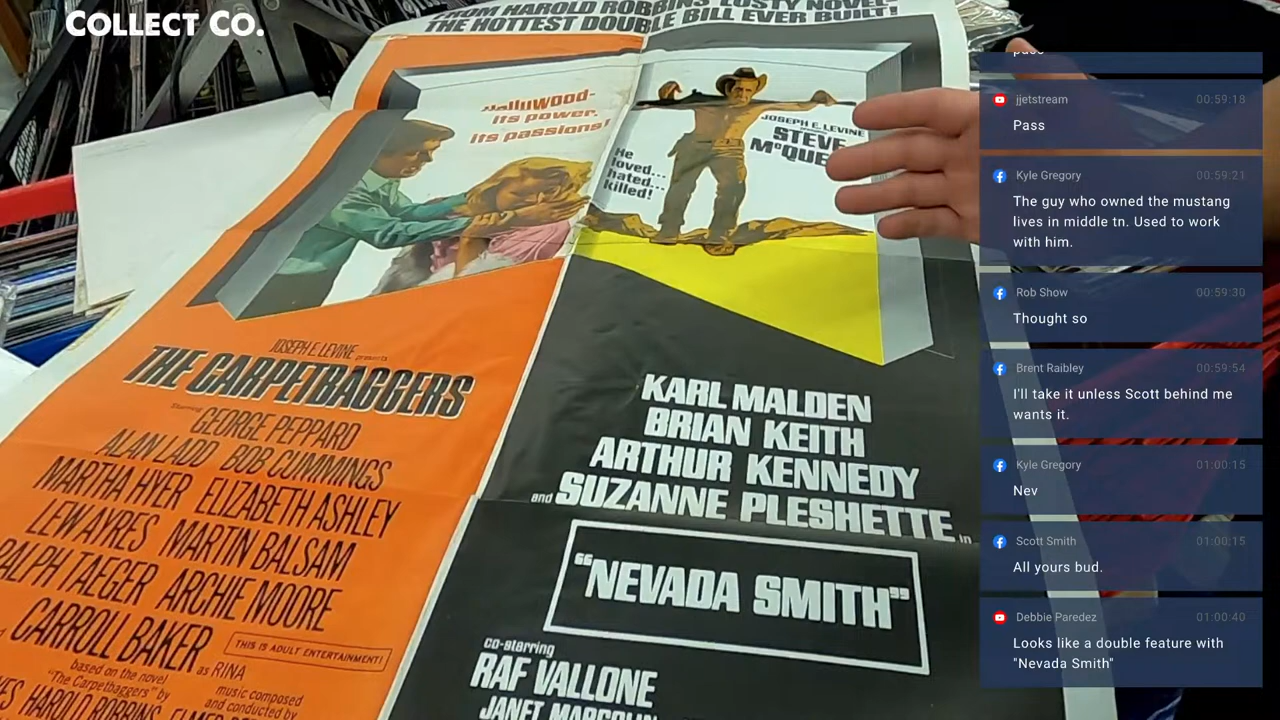 COLLECT CO.
FROM HAROLD ROBBINS' LUSTY NOVEL
THE HOTTEST DOUBLE BILL EVER BUILT!
Hollywood-
its power,
its passions!
He
loved...
hated...
killed!
JOSEPH E. LEVINE
STEVE
JOSEPH E. LEVINE presents
THE CARPETBAGGERS
Starring GEORGE PEPPARD
ALAN LADD BOB CUMMINGS
MARTHA HYER ELIZABETH ASHLEY
LEW AYRES MARTIN BALSAM
RALPH TAEGER ARCHIE MOORE
CARROLL BAKER as RINA
THIS IS ADULT ENTERTAINMENT!
based on the novel
"The Carpetbaggers" by
HAROLD ROBBINS
music composed
and conducted by
KARL MALDEN
BRIAN KEITH
ARTHUR KENNEDY
and SUZANNE PLESHETTE in
"NEVADA SMITH"
co-starring
RAF VALLONE
JANET MARGOLIN
pass
jjetstream 00:59:18
Pass
Kyle Gregory 00:59:21
The guy who owned the mustang
lives in middle tn. Used to work
with him.
Rob Show 00:59:30
Thought so
Brent Raibley 00:59:54
I'll take it unless Scott behind me
wants it.
Kyle Gregory 01:00:15
Nev
Scott Smith 01:00:15
All yours bud.
Debbie Paredez 01:00:40
Looks like a double feature with
"Nevada Smith"